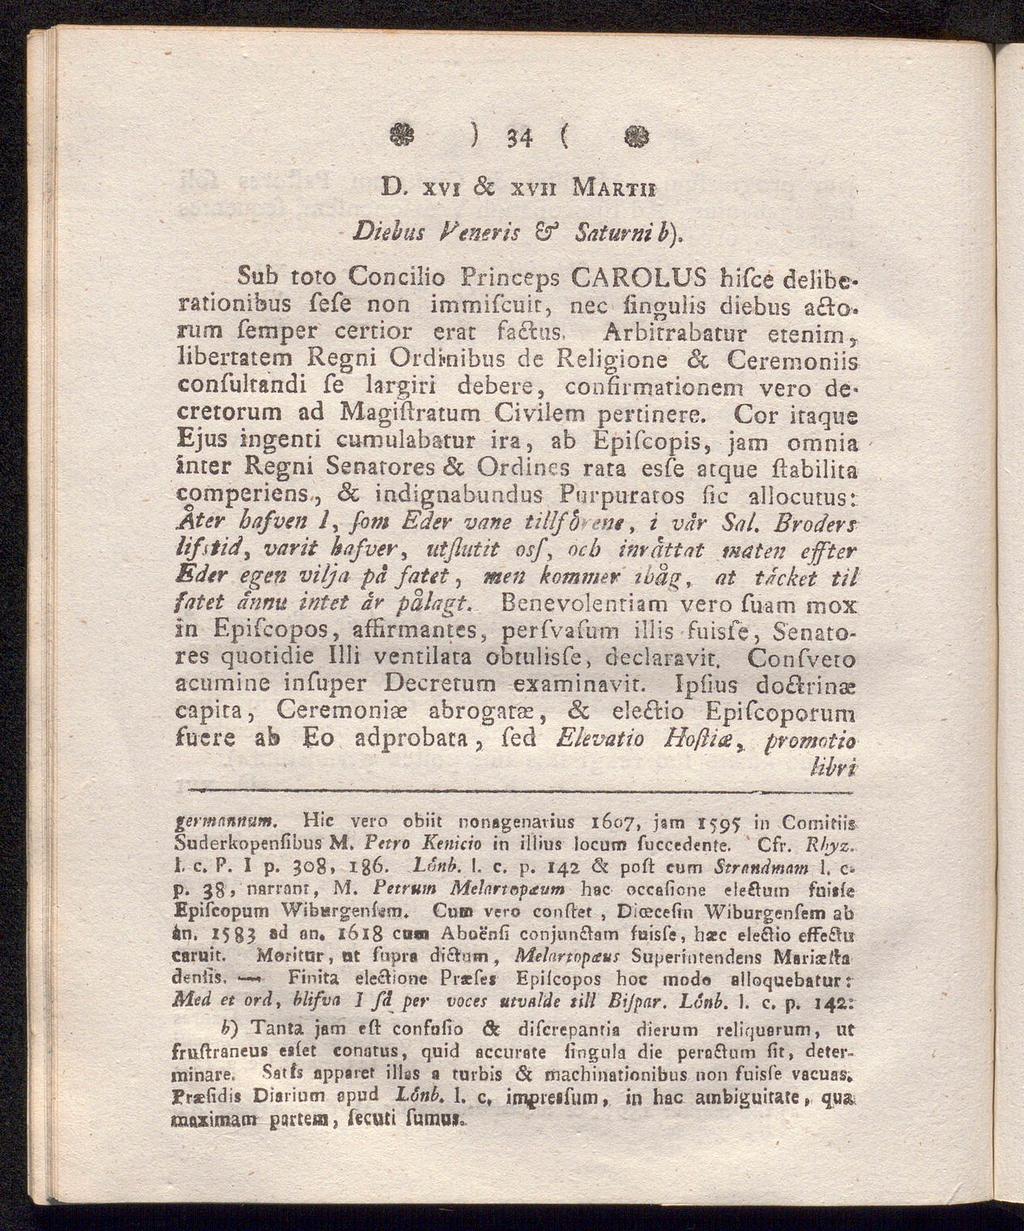 ) 34 (
D. XVI & XVII MARTII
Diebus Veneris & Saturni b).
Sub toto Concilio Princeps CAROLUS hiſce delibe-
rationibus ſeſe non immiſcuit, nec ſingulis diebus acto-
rum ſemper certior erat factus. Arbitrabatur etenim,
libertatem Regni Ordinibus de Religione & Ceremoniis
conſultandi ſe largiri debere, confirmationem vero de-
cretorum ad Magiſtratum Civilem pertinere. Cor itaque
Ejus ingenti cumulabatur ira, ab Epiſcopis, jam omnia
inter Regni Senatores & Ordines rata esſe atque ſtabilita
comperiens, & indignabundus Purpuratos ſic allocutus:
Åter hafven I, ſom Eder vane tillförene, i vår Sal. Broders
lifstid, varit hafver, utſlutit osſ, och inrättat maten effter
Eder egen vilja på fatet, men kommer ihåg, at täcket til
fatet ännu intet är pålagt. Benevolentiam vero ſuam mox
in Epiſcopos, affirmantes, perſvaſum illis fuisſe, Senato-
res quotidie Illi ventilata obtulisſe, declaravit. Conſveto
acumine inſuper Decretum examinavit. Ipſius doctrinæ
capita, Ceremoniæ abrogatæ, & electio Epiſcoporum
fuere ab Eo adprobata, ſed Elevatio Hoſtiæ, promotio
libri
germannum. Hic vero obiit nonagenarius 1607, jam 1595 in Comitiis
Suderkopenſibus M. Petro Kenicio in illius locum ſuccedente. Cfr. Rhyz.
l. c. P. I p. 308, 186. Lönb. l. c. p. 142 & poſt eum Strandmam l. c.
p. 38, narrant, M. Petrum Melartopæum hac occaſione electum fuisſe
Epiſcopum Wiburgenſem. Cum vero conſtet, Diœceſin Wiburgenſem ab
an. 1583 ad an. 1618 cum Aboënſi conjunctam fuisſe, hæc electio effectu
caruit. Moritur, ut ſupra dictum, Melartopæus Superintendens Mariæſta
denſis. — Finita electione Præſes Epiſcopos hoc modo alloquebatur:
Med et ord, blifva I ſå per voces utvalde till Biſpar. Lönb. l. c. p. 142:
b) Tanta jam eſt confuſio & diſcrepantia dierum reliquorum, ut
fruſtraneus esſet conatus, quid accurate ſingula die peractum ſit, deter-
minare. Satis apparet illas a turbis & machinationibus non fuisſe vacuas.
Præſidis Diarium apud Lönb. l. c. impresſum, in hac ambiguitate, qua
maximam partem, ſecuti ſumus.